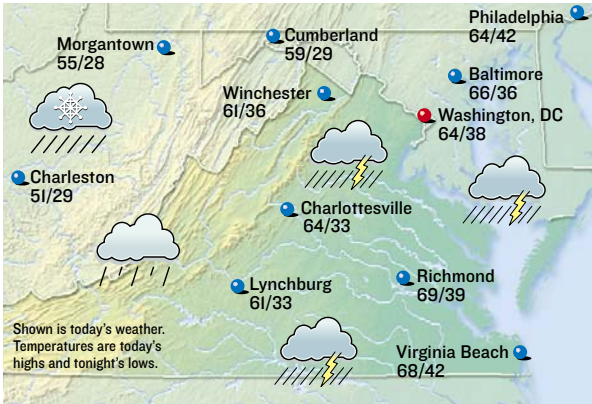 Philadelphia
64/42
Cumberland
59/29
Morgantown
55/28
Baltimore
66/36
Winchester
61/36
Washington, DC
64/38
Charleston
51/29
Charlottesville
64/33
Richmond
69/39
Lynchburg
61/33
Shown is today's weather.
Temperatures are today's
highs and tonight's lows.
Virginia Beach
68/42